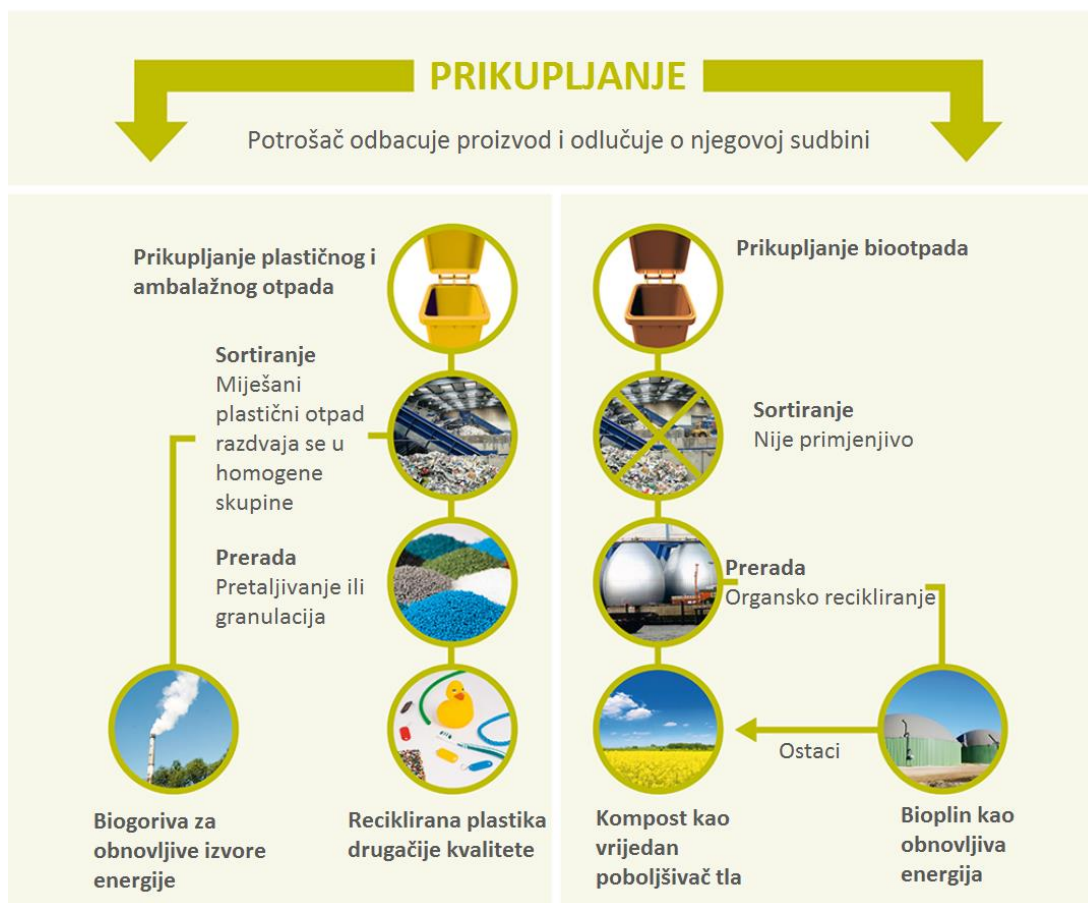 PRIKUPLJANJE
Potrošač odbacuje proizvod i odlučuje o njegovoj sudbini
Prikupljanje plastičnog i
ambalažnog otpada
Sortiranje
Miješani
plastični otpad
razdvaja se u
homogene
skupine
Prerada
Pretaljivanje ili
granulacija
Biogoriva za
obnovljive izvore
energije
Reciklirana plastika
drugačije kvalitete
Prikupljanje biootpada
Sortiranje
Nije primjenjivo
Prerada
Organsko recikliranje
Ostaci
Kompost kao
vrijedan
poboljšivač tla
Bioplin kao
obnovljiva
energija